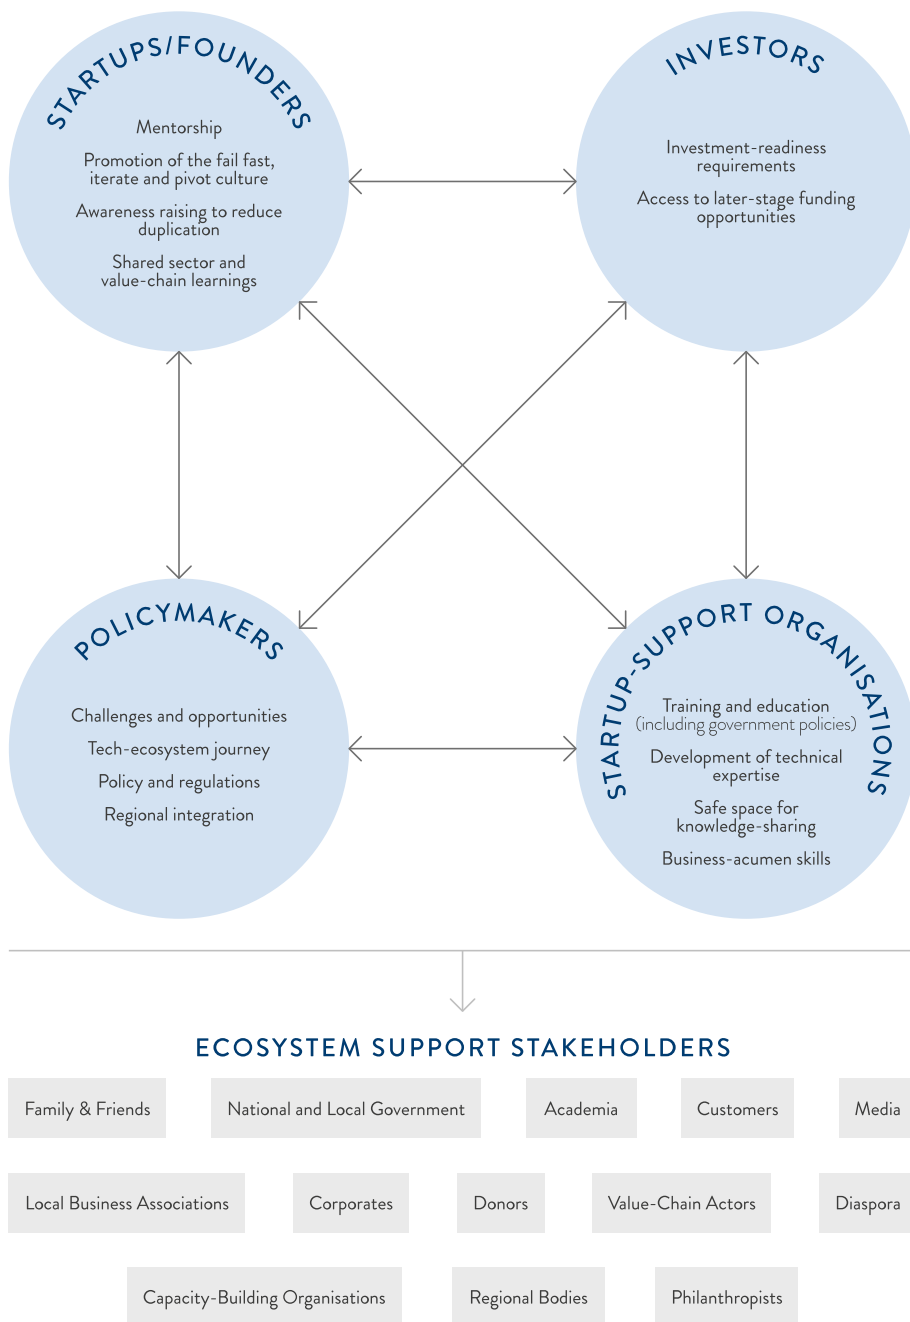 STARTUPS/FOUNDERS
Mentorship
Promotion of the fail fast,
iterate and pivot culture
Awareness raising to reduce
duplication
Shared sector and
value-chain learnings
INVESTORS
Investment-readiness
requirements
Access to later-stage funding
opportunities
POLICYMAKERS
Challenges and opportunities
Tech-ecosystem journey
Policy and regulations
Regional integration
STARTUP-SUPPORT ORGANISATIONS
Training and education
(including government policies)
Development of technical
expertise
Safe space for
knowledge-sharing
Business-acumen skills
ECOSYSTEM SUPPORT STAKEHOLDERS
Family & Friends
National and Local Government
Academia
Customers
Media
Local Business Associations
Corporates
Donors
Value-Chain Actors
Diaspora
Capacity-Building Organisations
Regional Bodies
Philanthropists